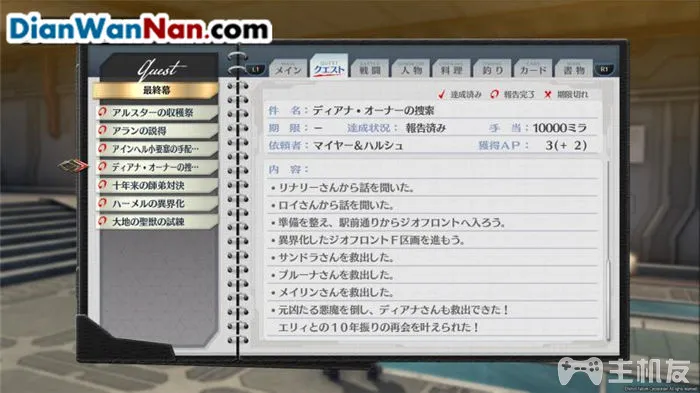 DianWanNan.com
Quest
最終幕
アルスターの収穫祭
アランの説得
アインヘル小要塞の手配…
ディアナ・オーナーの捜…
十年来の師弟対決
ハーメルの異界化
大地の聖獣の試練
L1 メイン クエスト 戦闘 人物 料理 釣り カード 書物 R1
達成済み 報告完了 期限切れ
件 名：ディアナ・オーナーの捜索
期 限：－ 達成状況：報告済み 手 当：10000ミラ
依頼者：マイヤー＆ハルシュ 獲得ＡＰ： 3(+ 2)
内 容：
・リナリーさんから話を聞いた。
・ロイさんから話を聞いた。
・準備を整え、駅前通りからジオフロントへ入ろう。
・異界化したジオフロントＦ区画を進もう。
・サンドラさんを救出した。
・ブルーナさんを救出した。
・メイリンさんを救出した。
・元凶たる悪魔を倒し、ディアナさんも救出できた！
エリィとの１０年振りの再会を叶えられた！
主机友